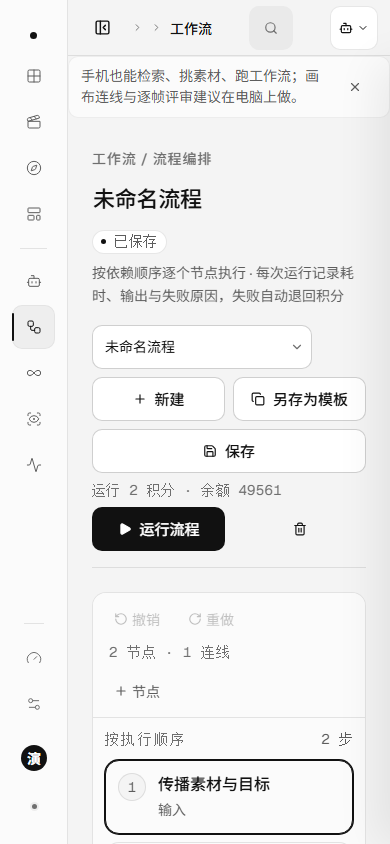 工作流
手机也能检索、挑素材、跑工作流；画
布连线与逐帧评审建议在电脑上做。
工作流 / 流程编排
未命名流程
已保存
按依赖顺序逐个节点执行 · 每次运行记录耗
时、输出与失败原因，失败自动退回积分
未命名流程
新建
另存为模板
保存
运行 2 积分 · 余额 49561
运行流程
撤销 重做
2 节点 · 1 连线
节点
按执行顺序 2 步
1 传播素材与目标
输入
演